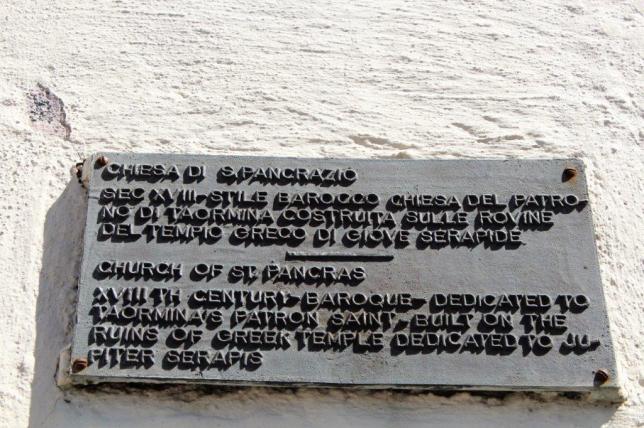 CHIESA DI S.PANCRAZIO
SEC XVIII-STILE BAROCCO CHIESA DEL PATRO-
NO DI TAORMINA COSTRUITA SULLE ROVINE
DEL TEMPIO GRECO DI GIOVE SERAPIDE
CHURCH OF ST. PANCRAS
XVIII TH CENTURY- BAROQUE- DEDICATED TO
TAORMINA'S PATRON SAINT- BUILT ON THE
RUINS OF GREEK TEMPLE DEDICATED TO JU-
PITER SERAPIS